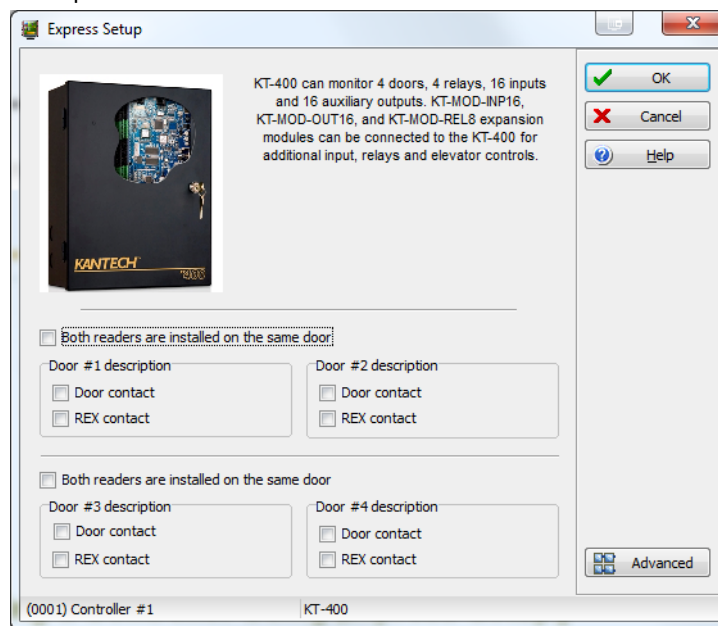 Express Setup
KT-400 can monitor 4 doors, 4 relays, 16 inputs
and 16 auxiliary outputs. KT-MOD-INP16,
KT-MOD-OUT16, and KT-MOD-REL8 expansion
modules can be connected to the KT-400 for
additional input, relays and elevator controls.
OK
Cancel
Help
KANTECH
Both readers are installed on the same door
Door #1 description
Door contact
REX contact
Door #2 description
Door contact
REX contact
Both readers are installed on the same door
Door #3 description
Door contact
REX contact
Door #4 description
Door contact
REX contact
Advanced
(0001) Controller #1
KT-400